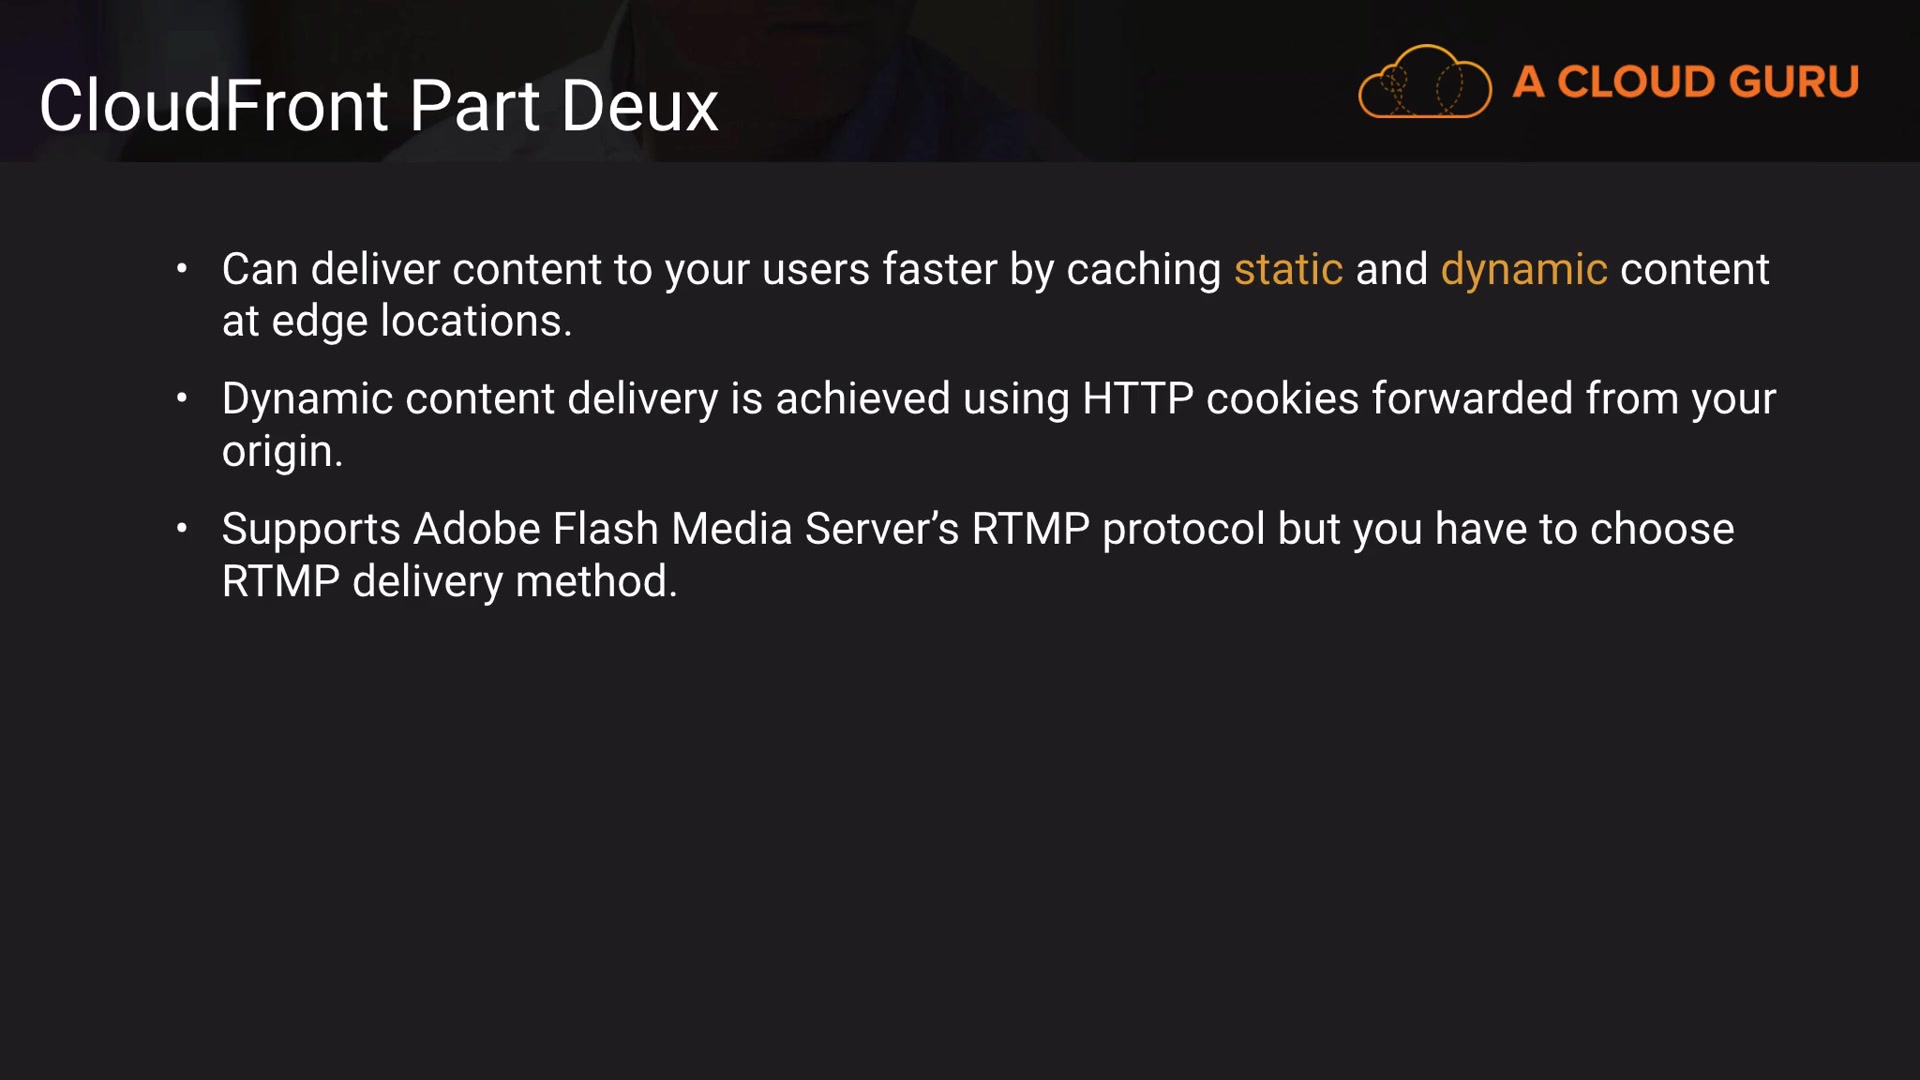 CloudFront Part Deux
A CLOUD GURU
• Can deliver content to your users faster by caching static and dynamic content
at edge locations.
• Dynamic content delivery is achieved using HTTP cookies forwarded from your
origin.
• Supports Adobe Flash Media Server’s RTMP protocol but you have to choose
RTMP delivery method.